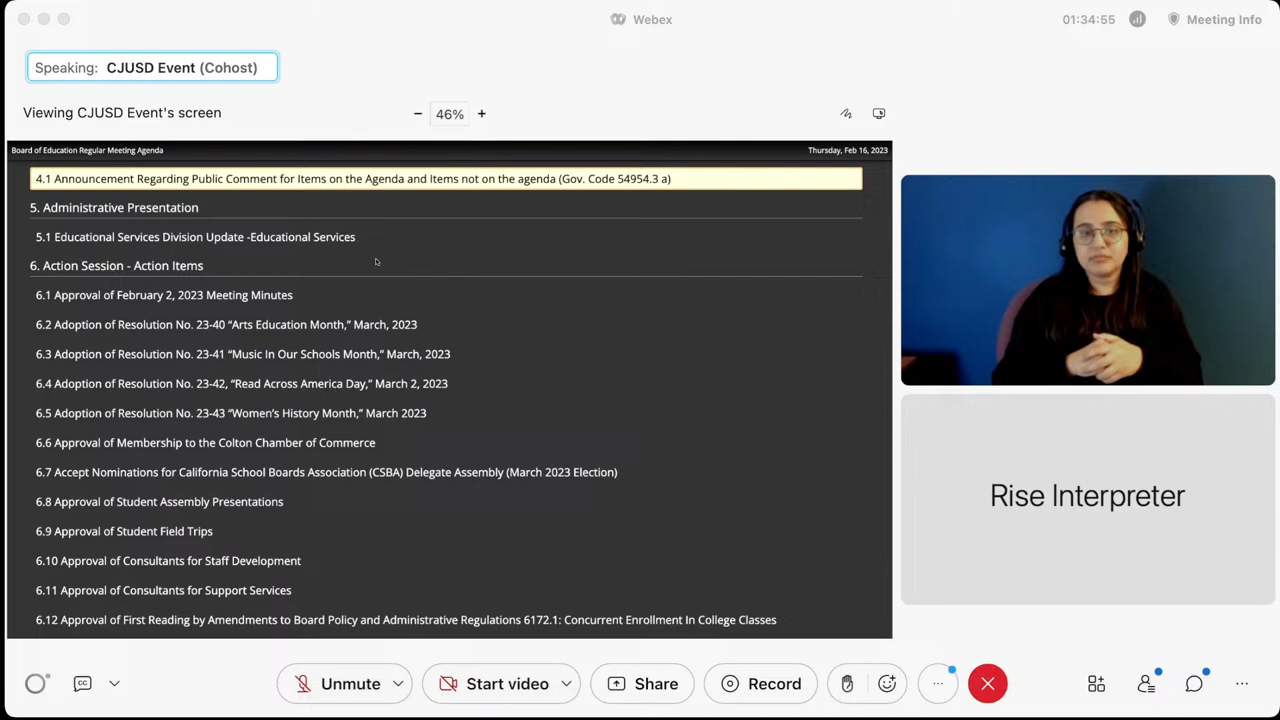 Webex
01:34:55
Meeting Info
Speaking: CJUSD Event (Cohost)
Viewing CJUSD Event's screen
− 46% +
Board of Education Regular Meeting Agenda
Thursday, Feb 16, 2023
4.1 Announcement Regarding Public Comment for Items on the Agenda and Items not on the agenda (Gov. Code 54954.3 a)
5. Administrative Presentation
5.1 Educational Services Division Update -Educational Services
6. Action Session - Action Items
6.1 Approval of February 2, 2023 Meeting Minutes
6.2 Adoption of Resolution No. 23-40 “Arts Education Month,” March, 2023
6.3 Adoption of Resolution No. 23-41 “Music In Our Schools Month,” March, 2023
6.4 Adoption of Resolution No. 23-42, “Read Across America Day,” March 2, 2023
6.5 Adoption of Resolution No. 23-43 “Women’s History Month,” March 2023
6.6 Approval of Membership to the Colton Chamber of Commerce
6.7 Accept Nominations for California School Boards Association (CSBA) Delegate Assembly (March 2023 Election)
6.8 Approval of Student Assembly Presentations
6.9 Approval of Student Field Trips
6.10 Approval of Consultants for Staff Development
6.11 Approval of Consultants for Support Services
6.12 Approval of First Reading by Amendments to Board Policy and Administrative Regulations 6172.1: Concurrent Enrollment In College Classes
Rise Interpreter
CC
Unmute
Start video
Share
Record